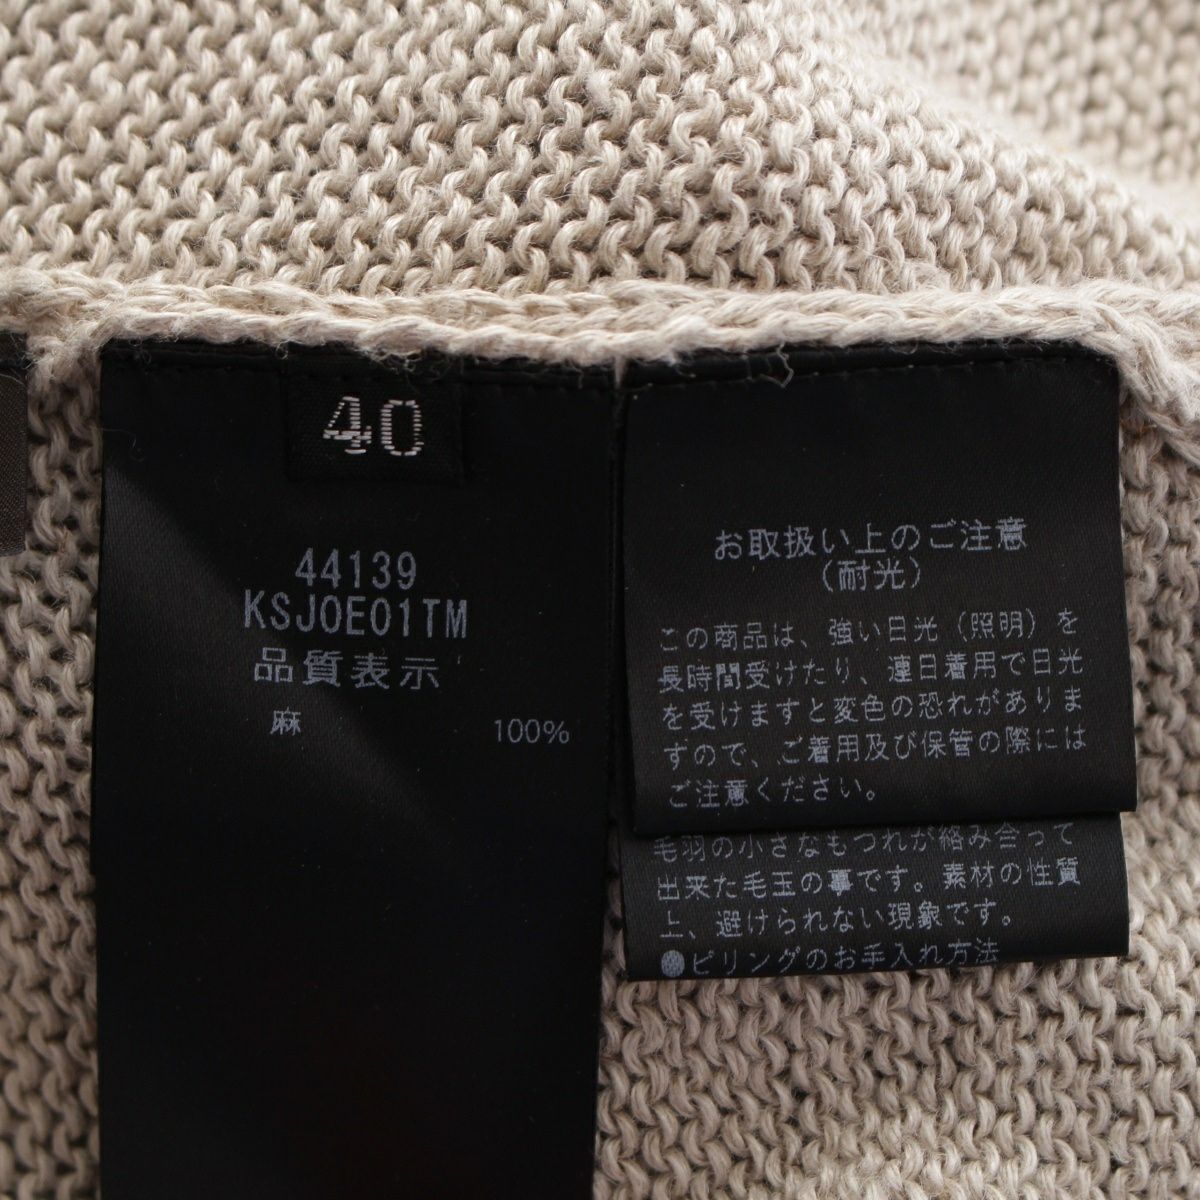 40
44139
KSJ0E01TM
品質表示
麻 100%
お取扱い上のご注意
(耐光)
この商品は、強い日光(照明)を
長時間受けたり、連日着用で日光
を受けますと変色の恐れがありま
すので、ご着用及び保管の際には
ご注意ください。
毛羽の小さなもつれが絡み合って
出来た毛玉の事です。素材の性質
上、避けられない現象です。
●ピリングのお手入れ方法